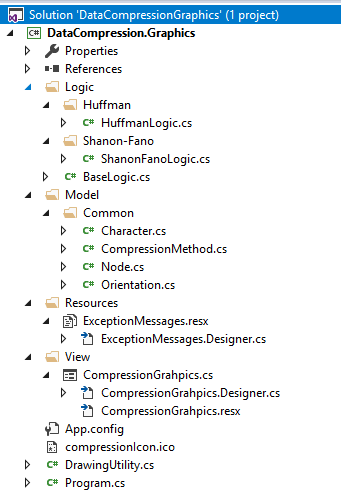 Solution 'DataCompressionGraphics' (1 project)
C# DataCompression.Graphics
Properties
References
Logic
Huffman
C# HuffmanLogic.cs
Shanon-Fano
C# ShanonFanoLogic.cs
C# BaseLogic.cs
Model
Common
C# Character.cs
C# CompressionMethod.cs
C# Node.cs
C# Orientation.cs
Resources
ExceptionMessages.resx
ExceptionMessages.Designer.cs
View
CompressionGrahpics.cs
CompressionGrahpics.Designer.cs
CompressionGrahpics.resx
App.config
compressionIcon.ico
C# DrawingUtility.cs
C# Program.cs